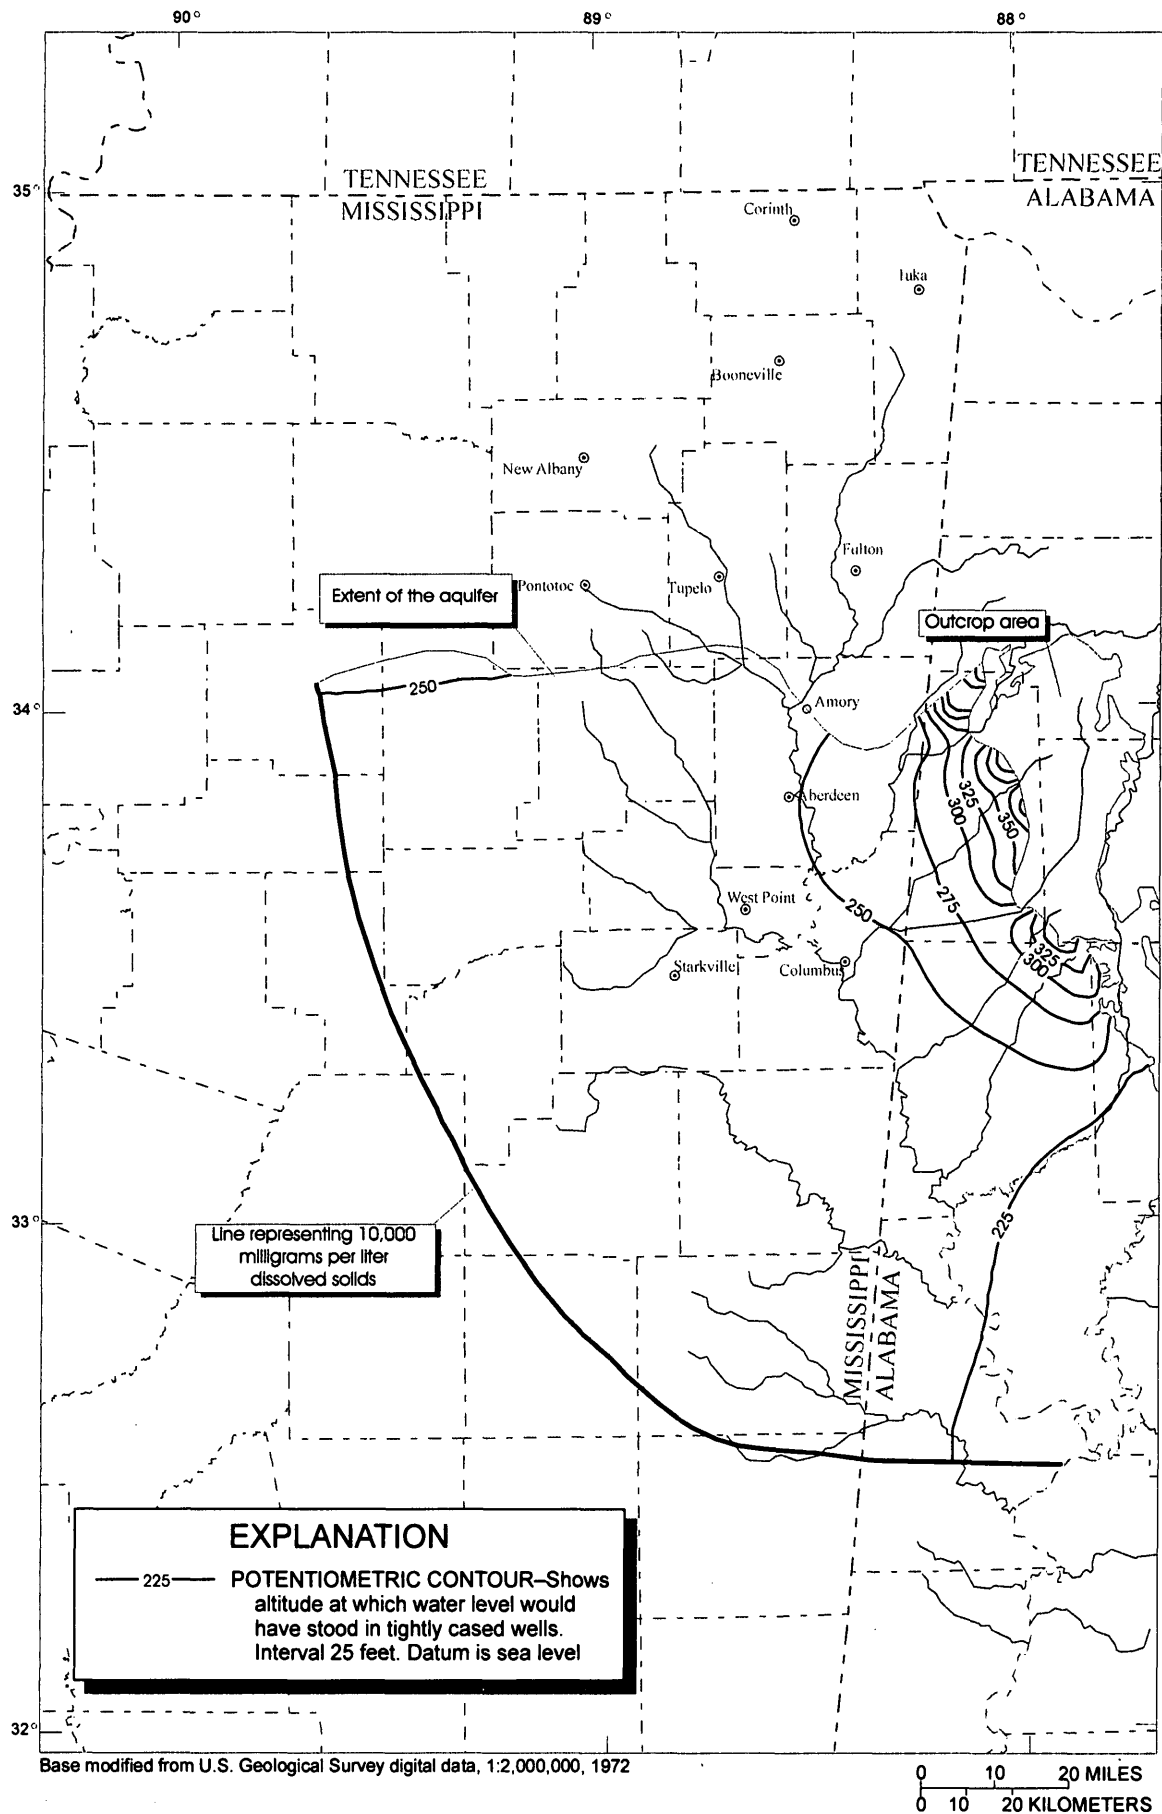 90°
89°
88°
TENNESSEE
MISSISSIPPI
TENNESSEE
ALABAMA
35°
Corinth
Iuka
Booneville
New Albany
Fulton
Pontotoc
Tupelo
Extent of the aquifer
Outcrop area
250
34°
Amory
Aberdeen
325
300
350
275
West Point
250
Starkville
Columbus
325
300
33°
225
Line representing 10,000
milligrams per liter
dissolved solids
MISSISSIPPI
ALABAMA
EXPLANATION
225
POTENTIOMETRIC CONTOUR–Shows
altitude at which water level would
have stood in tightly cased wells.
Interval 25 feet. Datum is sea level
32°
Base modified from U.S. Geological Survey digital data, 1:2,000,000, 1972
0 10 20 MILES
0 10 20 KILOMETERS